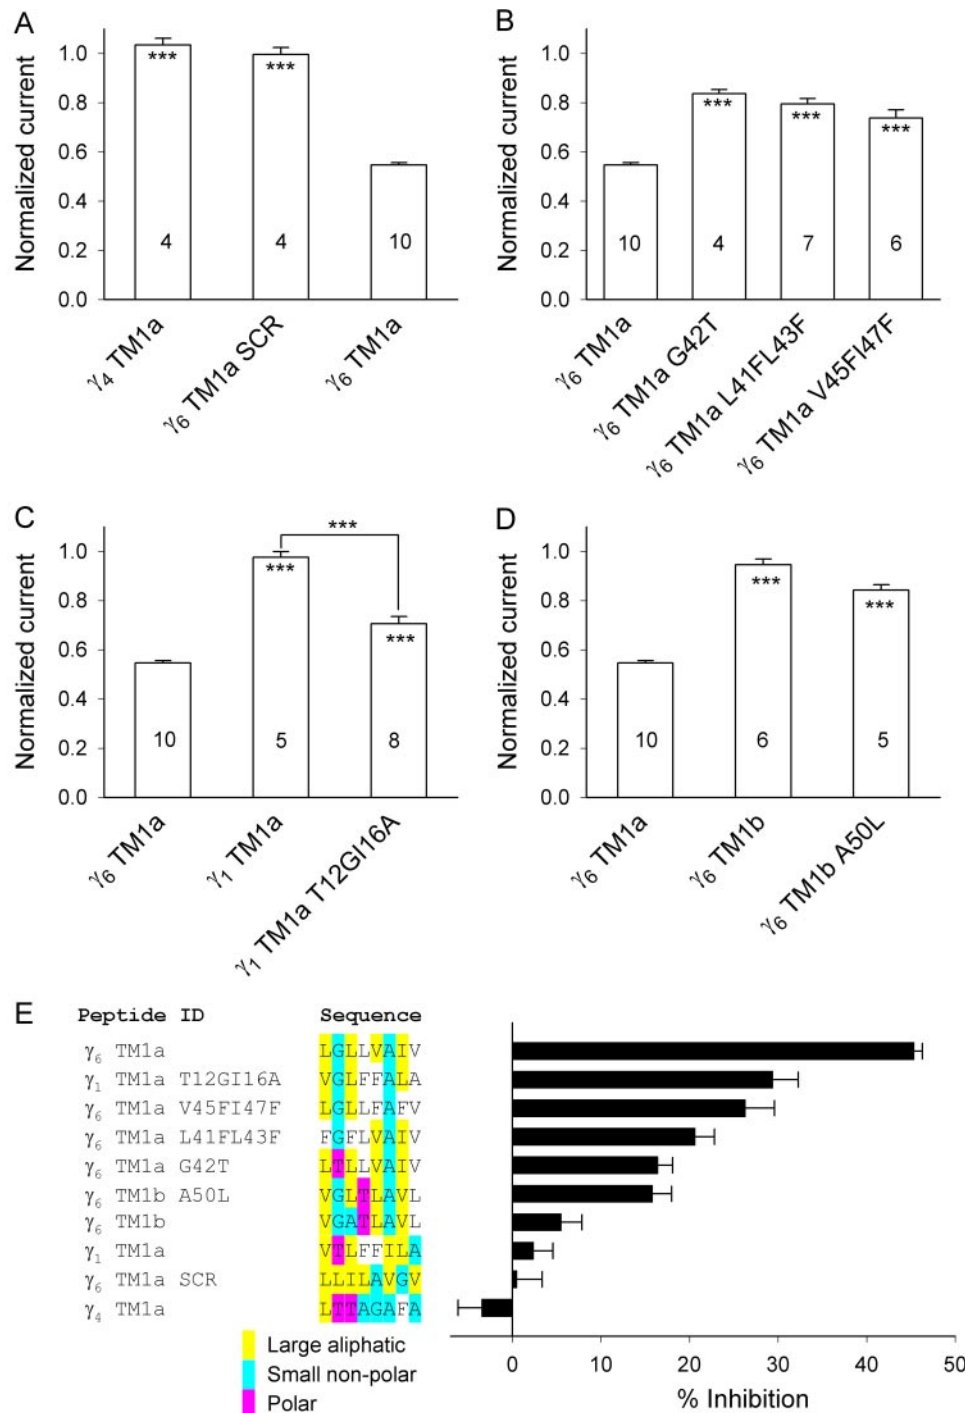 A
Normalized current
1.0
0.8
0.6
0.4
0.2
0.0
***
***
4
4
10
γ4 TM1a
γ6 TM1a SCR
γ6 TM1a
B
Normalized current
1.0
0.8
0.6
0.4
0.2
0.0
***
***
***
10
4
7
6
γ6 TM1a
γ6 TM1a G42T
γ6 TM1a L41FL43F
γ6 TM1a V45FI47F
C
Normalized current
1.0
0.8
0.6
0.4
0.2
0.0
***
***
***
10
5
8
γ6 TM1a
γ1 TM1a
γ1 TM1a T12GI16A
D
Normalized current
1.0
0.8
0.6
0.4
0.2
0.0
***
***
10
6
5
γ6 TM1a
γ6 TM1b
γ6 TM1b A50L
E
Peptide ID Sequence
γ6 TM1a LGLLVAIV
γ1 TM1a T12GI16A VGLFFALA
γ6 TM1a V45FI47F LGLLFAFV
γ6 TM1a L41FL43F FGFLVAIV
γ6 TM1a G42T LTLLVAIV
γ6 TM1b A50L VGLTLAVL
γ6 TM1b VGATLAVL
γ1 TM1a VTLFFILA
γ6 TM1a SCR LLILAVGV
γ4 TM1a LTTAGAFA
Large aliphatic
Small non-polar
Polar
0 10 20 30 40 50
% Inhibition